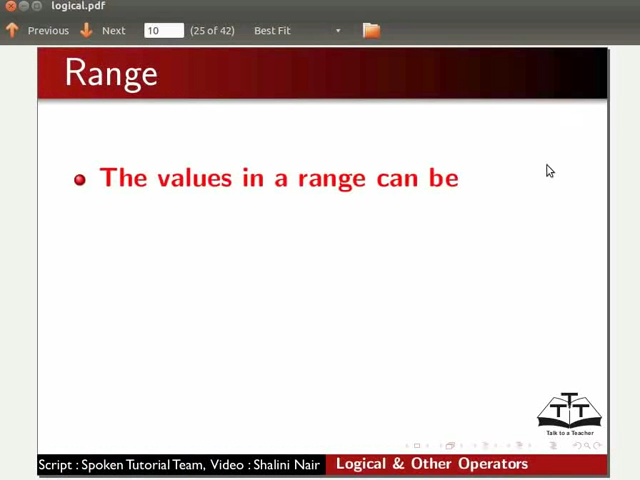 logical.pdf
Previous Next 10 (25 of 42) Best Fit
Range
The values in a range can be
T
TTT
Talk to a Teacher
Script : Spoken Tutorial Team, Video : Shalini Nair Logical & Other Operators